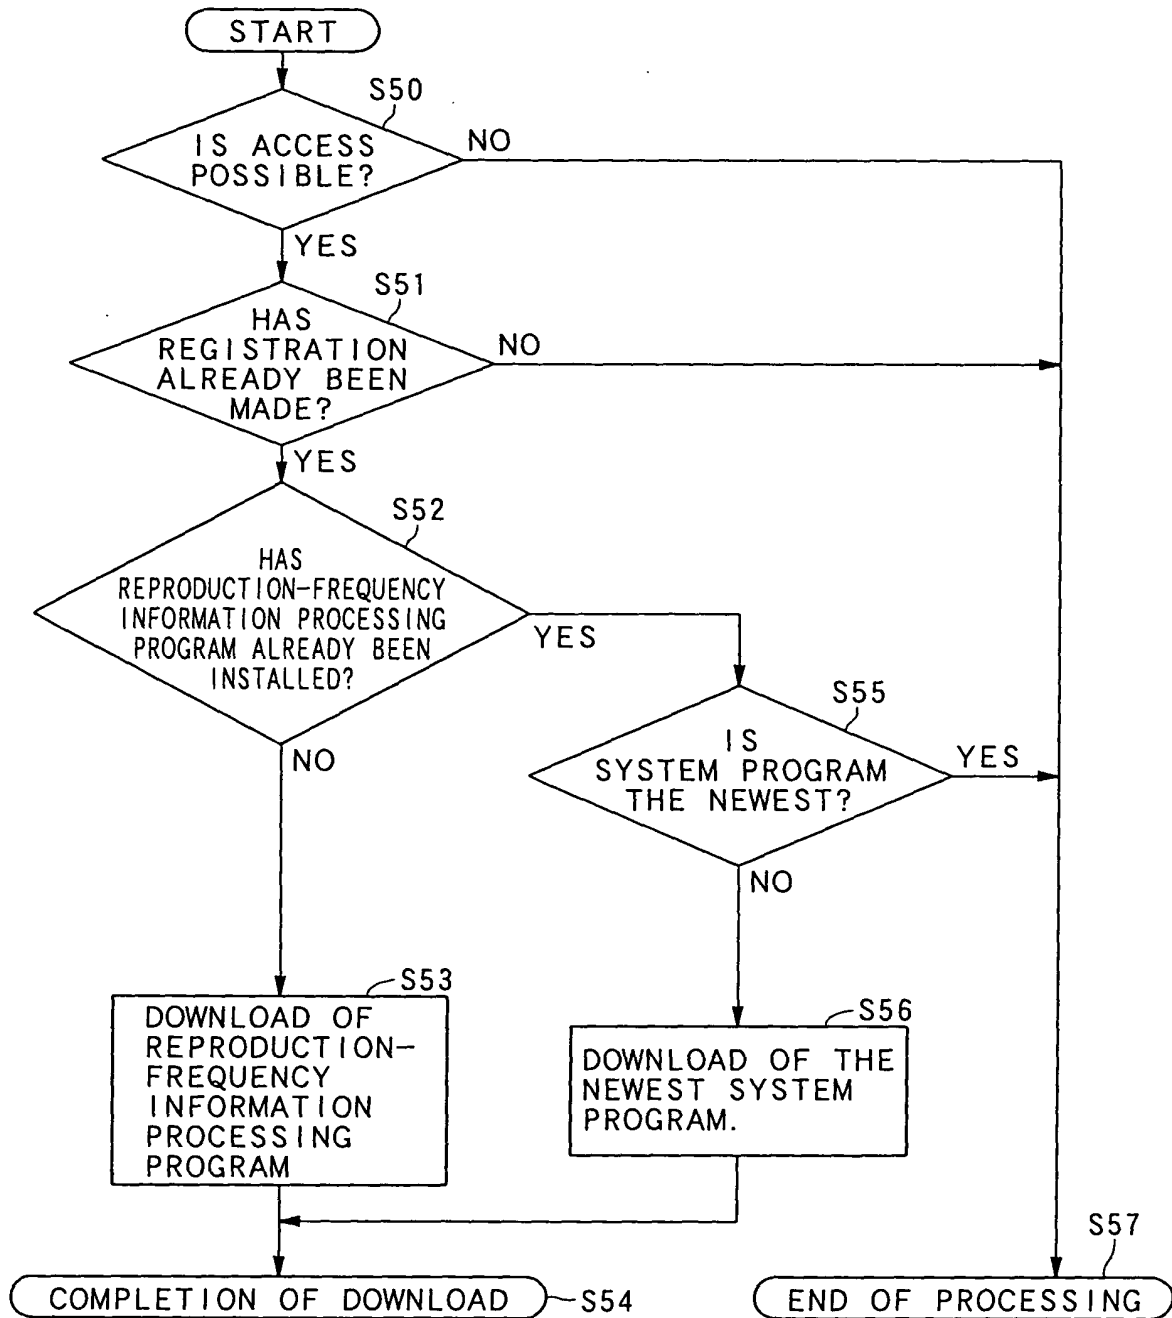 START
S50
IS ACCESS
POSSIBLE?
NO
YES
S51
HAS
REGISTRATION
ALREADY BEEN
MADE?
NO
YES
S52
HAS
REPRODUCTION-FREQUENCY
INFORMATION PROCESSING
PROGRAM ALREADY BEEN
INSTALLED?
YES
NO
S55
IS
SYSTEM PROGRAM
THE NEWEST?
YES
NO
S53
DOWNLOAD OF
REPRODUCTION-
FREQUENCY
INFORMATION
PROCESSING
PROGRAM
S56
DOWNLOAD OF THE
NEWEST SYSTEM
PROGRAM.
COMPLETION OF DOWNLOAD
S54
S57
END OF PROCESSING